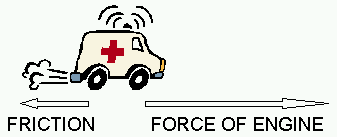 FRICTION FORCE OF ENGINE